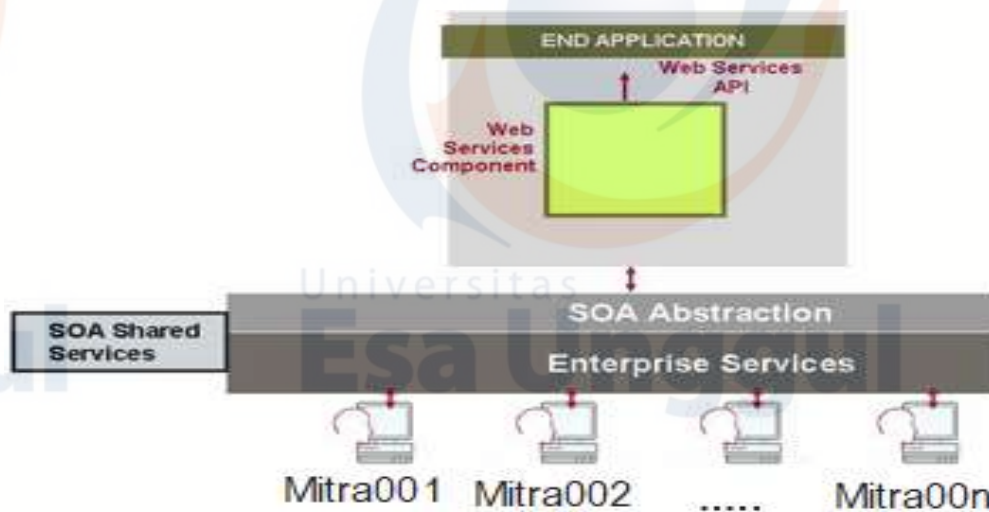 END APPLICATION
Web Services
API
Web
Services
Component
Universitas
Esa Unggul
SOA Abstraction
SOA Shared
Services
Enterprise Services
Mitra001 Mitra002 ..... Mitra00n